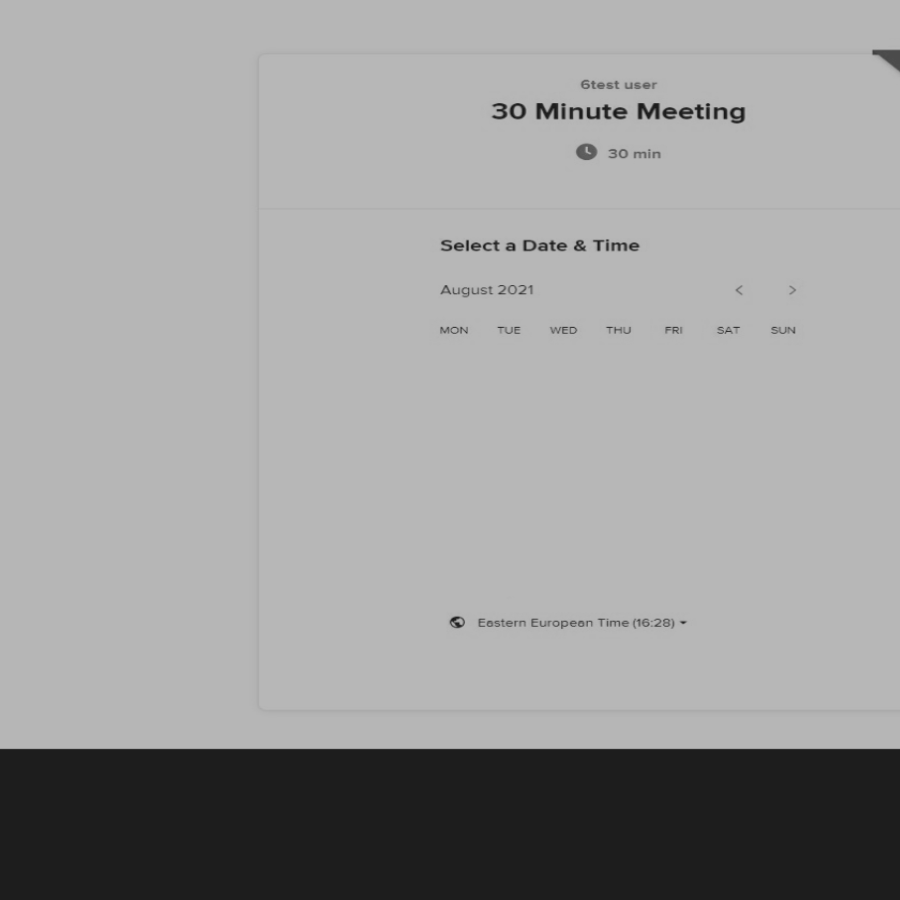 6test user
30 Minute Meeting
30 min
Select a Date & Time
August 2021
MON TUE WED THU FRI SAT SUN
Eastern European Time (16:28)